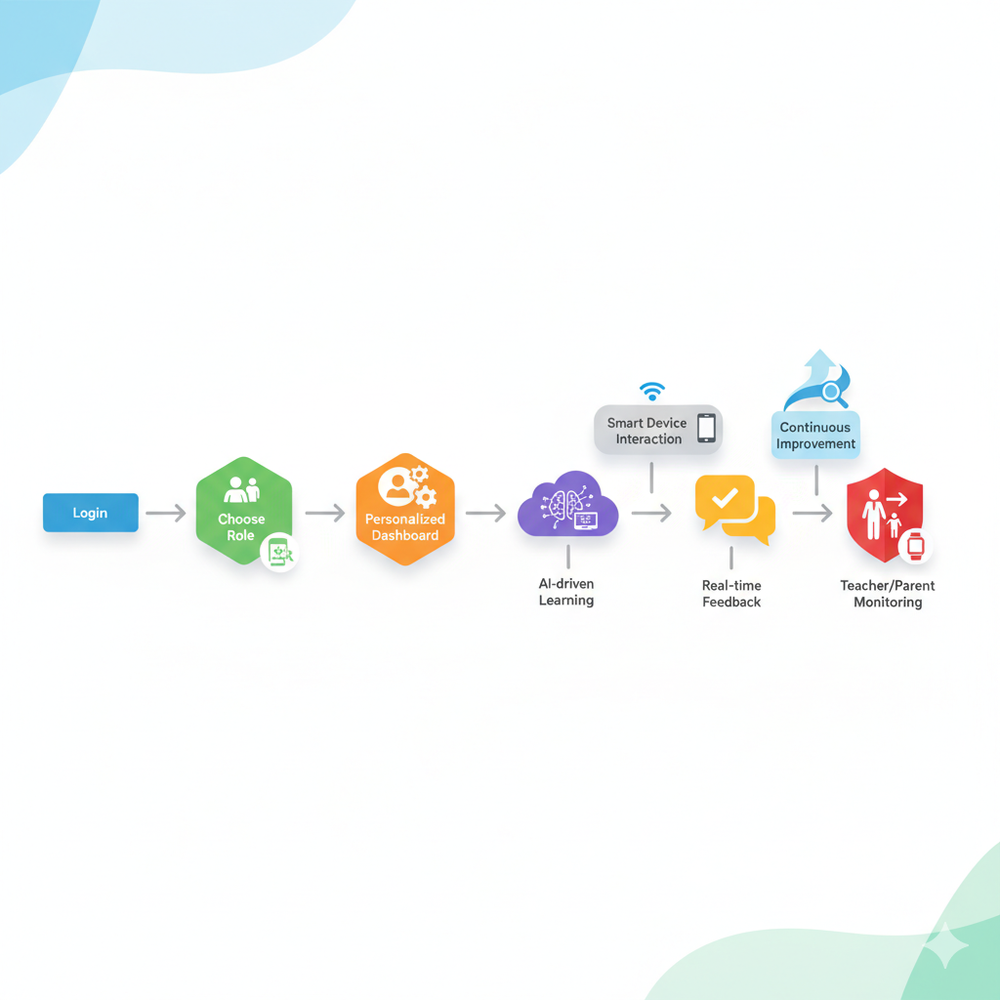 Login
Choose
Role
Personalized
Dashboard
AI-driven
Learning
Smart Device
Interaction
Real-time
Feedback
Continuous
Improvement
Teacher/Parent
Monitoring